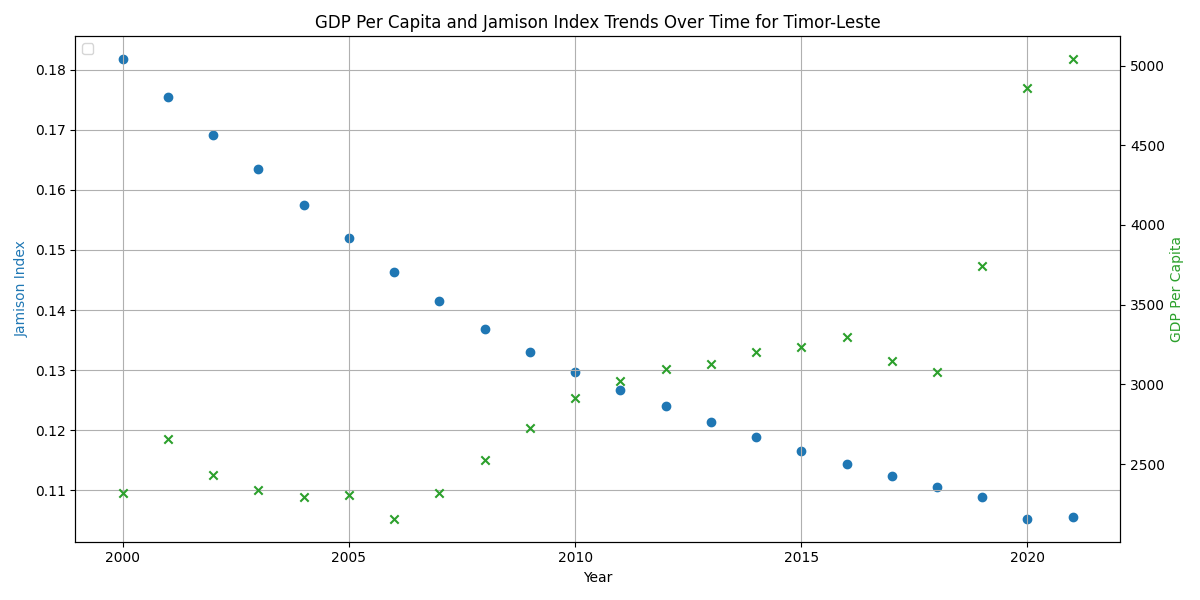 GDP Per Capita and Jamison Index Trends Over Time for Timor-Leste
Jamison Index
0.18
0.17
0.16
0.15
0.14
0.13
0.12
0.11
5000
4500
4000
3500
3000
2500
GDP Per Capita
2000 2005 2010 2015 2020
Year